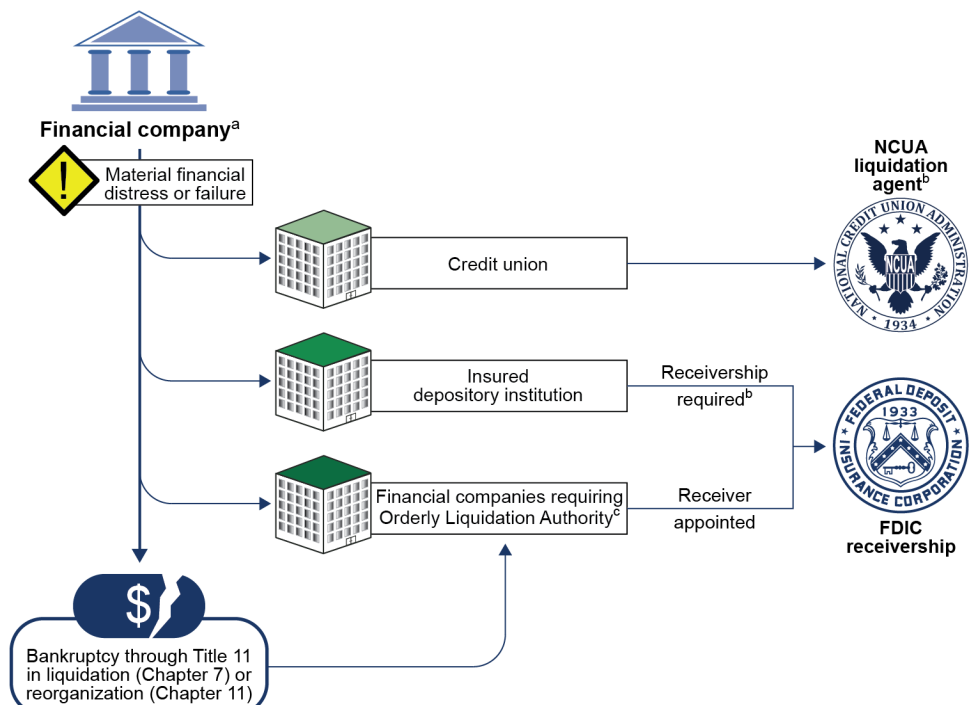 Financial companyᵃ
!
Material financial
distress or failure
Credit union
NCUA
liquidation
agentᵇ
NATIONAL CREDIT UNION ADMINISTRATION
NCUA
1934
Insured
depository institution
Receivership
requiredᵇ
Financial companies requiring
Orderly Liquidation Authorityᶜ
Receiver
appointed
FEDERAL DEPOSIT
INSURANCE CORPORATION
1933
FDIC
receivership
$
Bankruptcy through Title 11
in liquidation (Chapter 7) or
reorganization (Chapter 11)